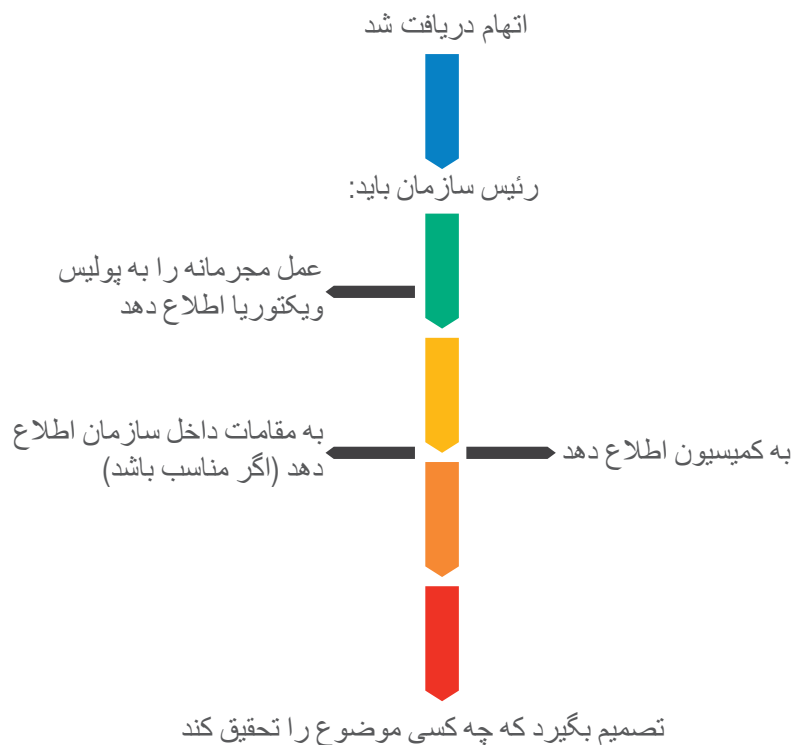 اتهام دریافت شد
رئیس سازمان باید:
عمل مجرمانه را به پولیس
ویکتوریا اطلاع دهد
به کمیسیون اطلاع دهد
به مقامات داخل سازمان اطلاع
دهد (اگر مناسب باشد)
تصمیم بگیرد که چه کسی موضوع را تحقیق کند